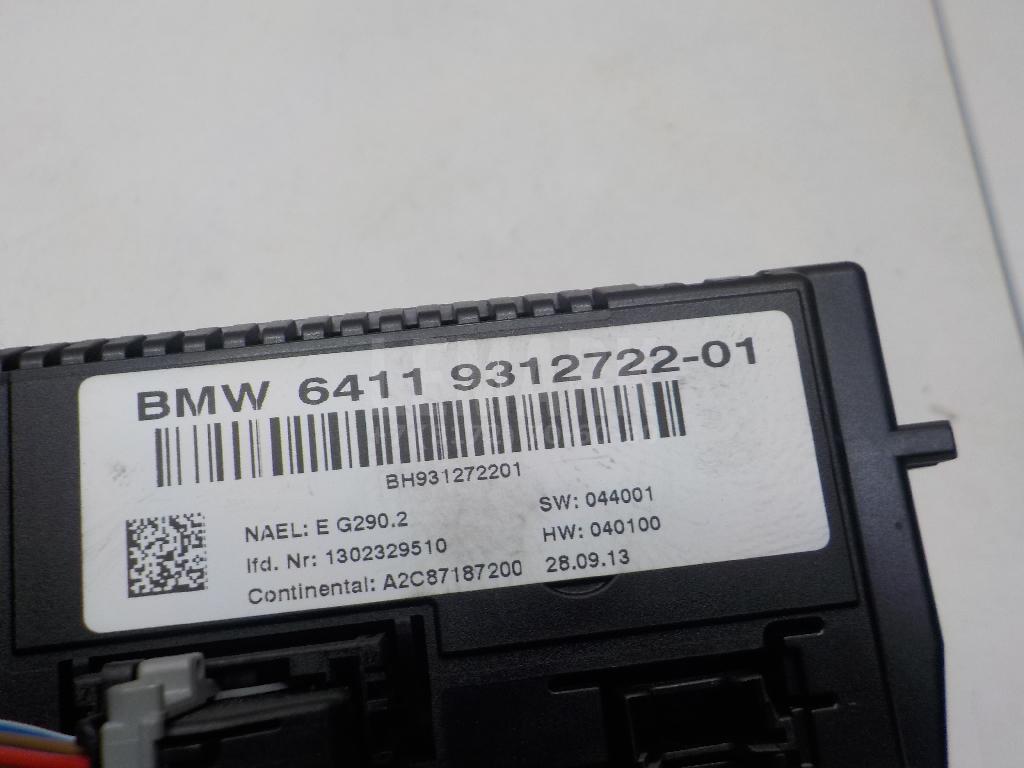 BMW 6411 9312722-01
BH931272201
NAEL: E G290.2
SW: 044001
lfd. Nr: 1302329510
HW: 040100
Continental: A2C87187200
28.09.13